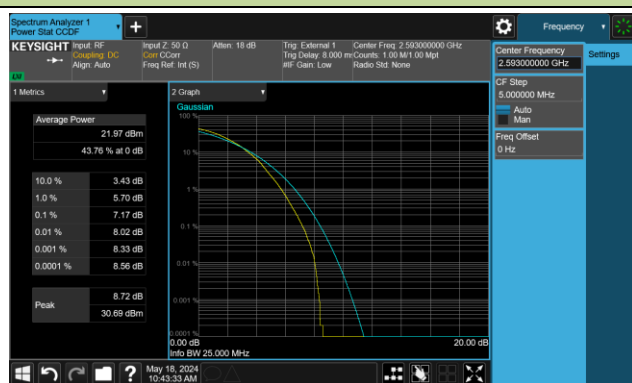 Spectrum Analyzer 1
Power Stat CCDF
Frequency
KEYSIGHT
Input: RF
Coupling: DC
Align: Auto
Input Z: 50 Ω
Corr CCorr
Freq Ref: Int (S)
Atten: 18 dB
Trig: External 1
Trig Delay: 8.000 m
#IF Gain: Low
Center Freq: 2.593000000 GHz
Counts: 1.00 M/1.00 Mpt
Radio Std: None
LW
Center Frequency
2.593000000 GHz
Settings
CF Step
5.000000 MHz
Auto
Man
Freq Offset
0 Hz
1 Metrics
Average Power
21.97 dBm
43.76 % at 0 dB
10.0 % 3.43 dB
1.0 % 5.70 dB
0.1 % 7.17 dB
0.01 % 8.02 dB
0.001 % 8.33 dB
0.0001 % 8.56 dB
Peak
8.72 dB
30.69 dBm
2 Graph
Gaussian
100 %
10 %
1 %
0.1 %
0.01 %
0.001 %
0.0001 %
0.00 dB
20.00 dB
Info BW 25.000 MHz
?
May 18, 2024
10:43:33 AM